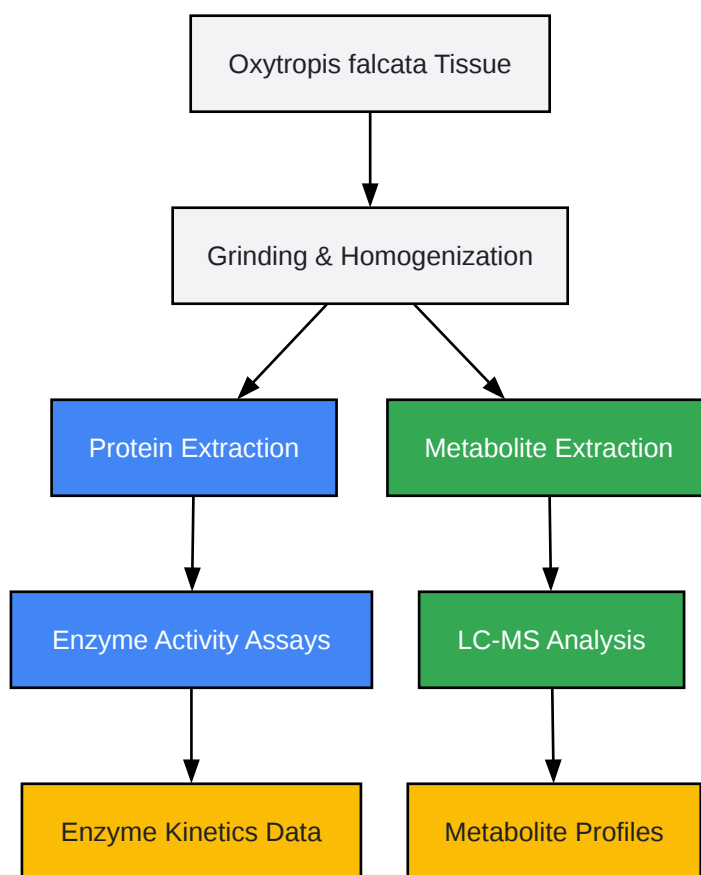 Oxytropis falcata Tissue
Grinding & Homogenization
Protein Extraction
Metabolite Extraction
Enzyme Activity Assays
LC-MS Analysis
Enzyme Kinetics Data
Metabolite Profiles